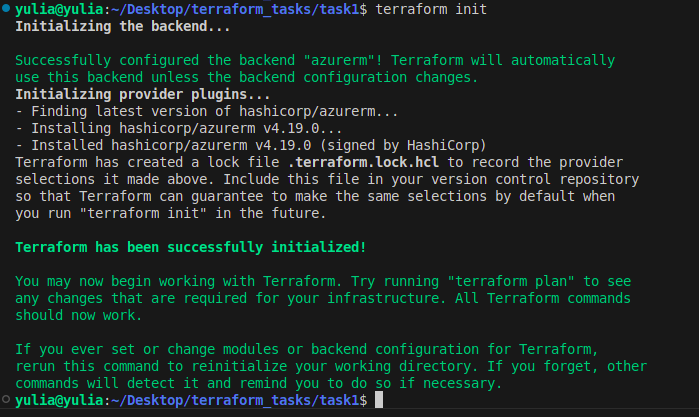 yulia@yulia:~/Desktop/terraform_tasks/task1$ terraform init
Initializing the backend...
Successfully configured the backend "azurerm"! Terraform will automatically
use this backend unless the backend configuration changes.
Initializing provider plugins...
- Finding latest version of hashicorp/azurerm...
- Installing hashicorp/azurerm v4.19.0...
- Installed hashicorp/azurerm v4.19.0 (signed by HashiCorp)
Terraform has created a lock file .terraform.lock.hcl to record the provider
selections it made above. Include this file in your version control repository
so that Terraform can guarantee to make the same selections by default when
you run "terraform init" in the future.
Terraform has been successfully initialized!
You may now begin working with Terraform. Try running "terraform plan" to see
any changes that are required for your infrastructure. All Terraform commands
should now work.
If you ever set or change modules or backend configuration for Terraform,
rerun this command to reinitialize your working directory. If you forget, other
commands will detect it and remind you to do so if necessary.
yulia@yulia:~/Desktop/terraform_tasks/task1$